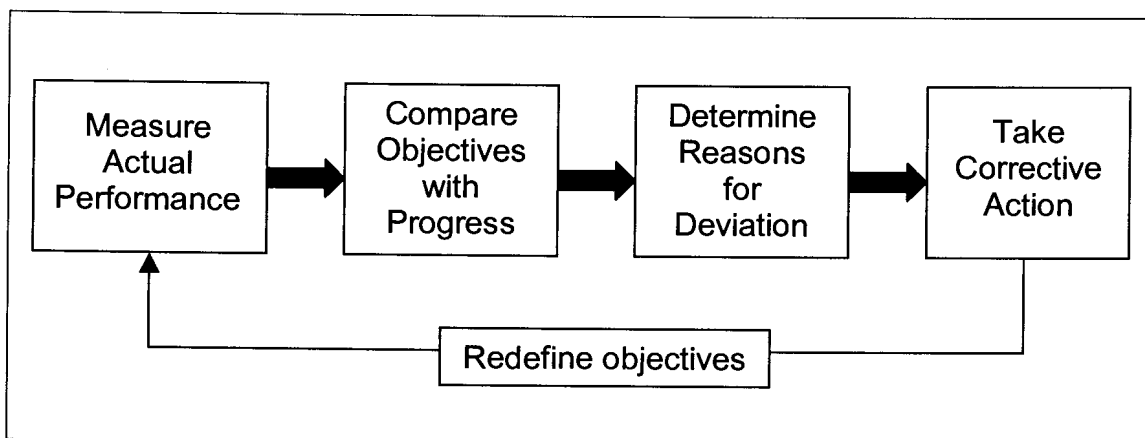 Measure
Actual
Performance
Compare
Objectives
with
Progress
Determine
Reasons
for
Deviation
Take
Corrective
Action
Redefine objectives